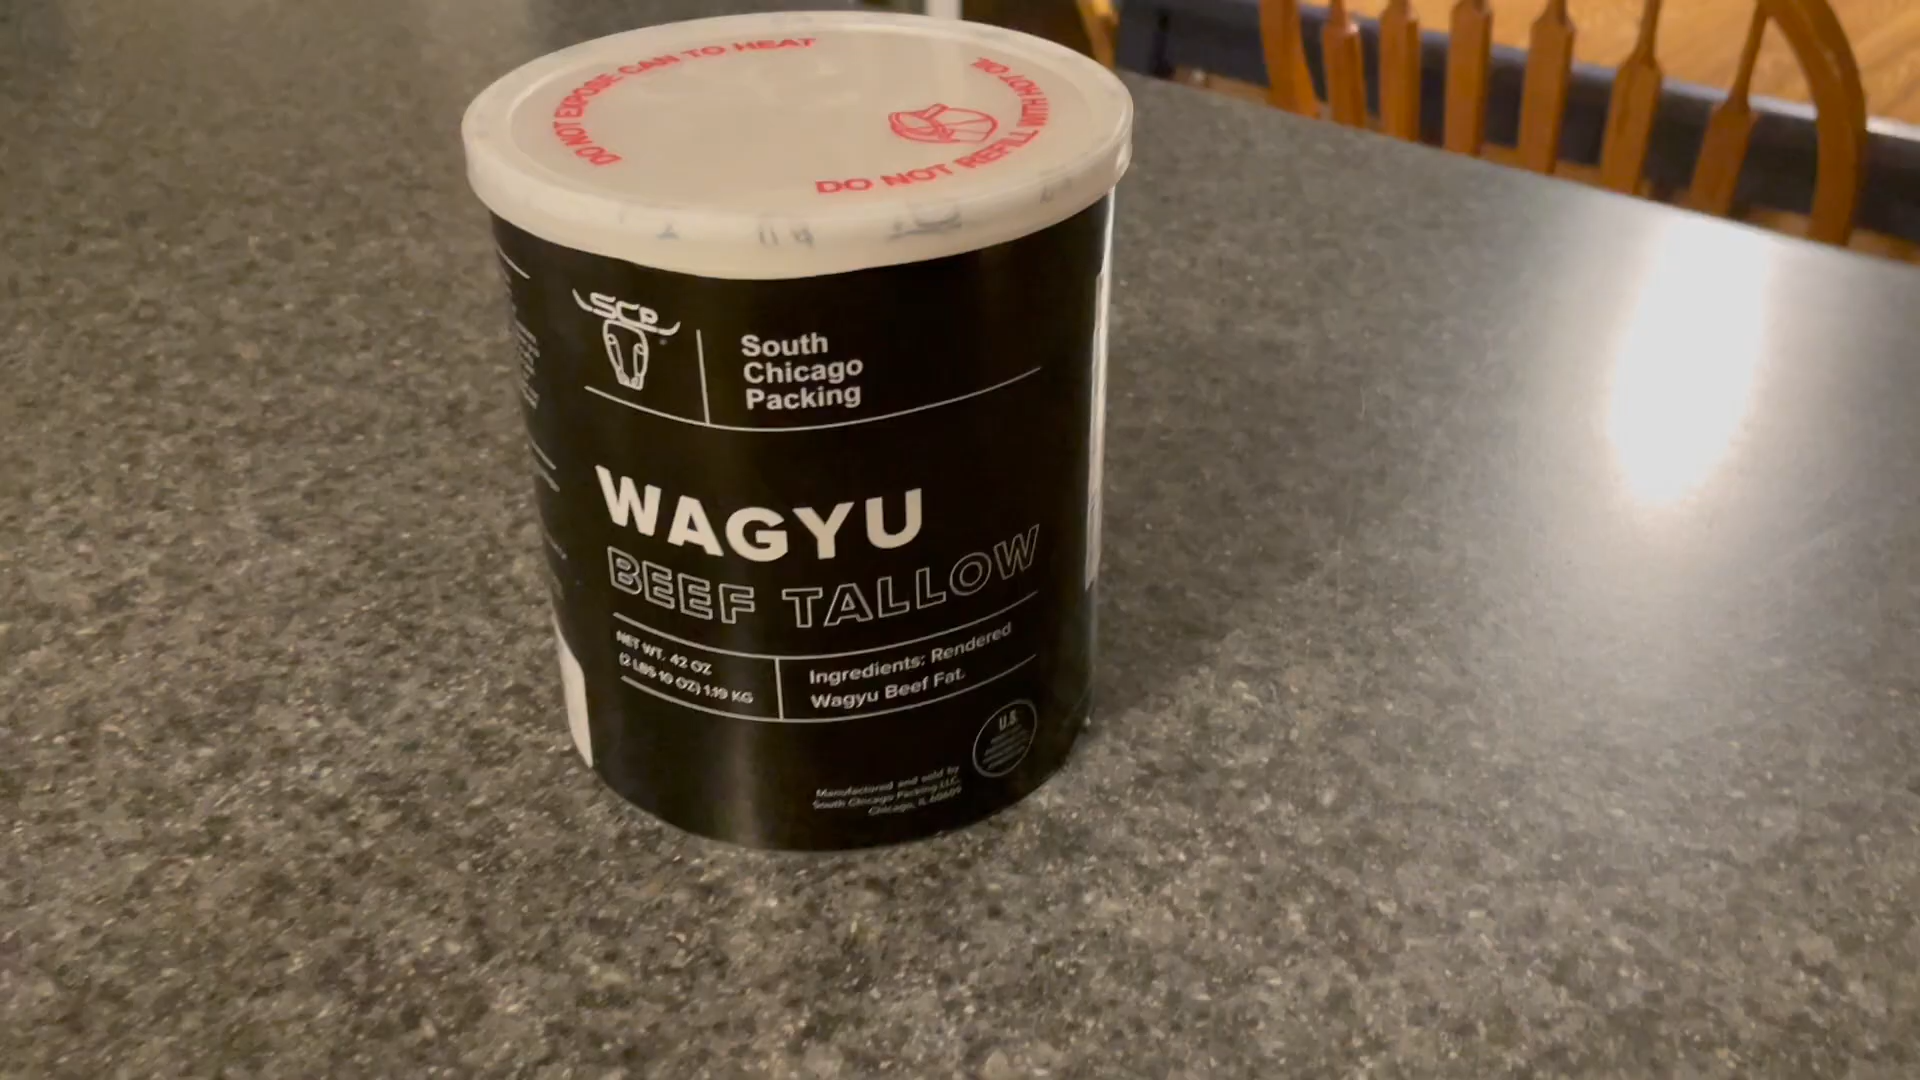 DO NOT EXPOSE CAN TO HEAT
DO NOT REFILL WITH HOT OIL
SCP
South
Chicago
Packing
WAGYU
BEEF TALLOW
NET WT. 42 OZ
(2 LBS 10 OZ) 1.19 KG
Ingredients: Rendered
Wagyu Beef Fat.
U.S.
Manufactured and sold by
South Chicago Packing LLC.
Chicago, IL 60609